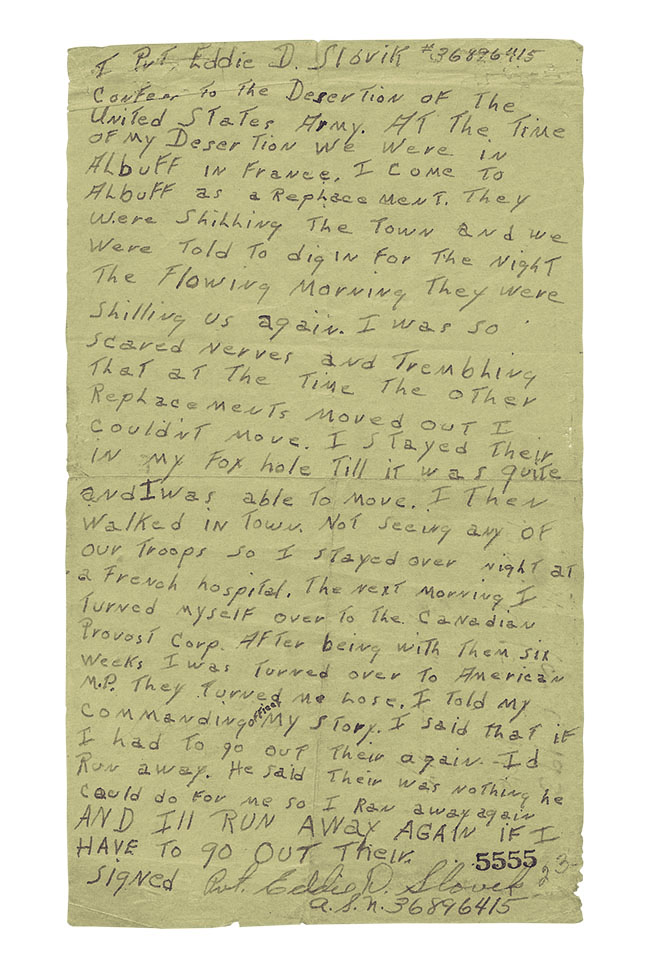 I Pvt. Eddie D. Slovik #36896415
Confess to the Desertion of the
United States Army. At the Time
of my Desertion we were in
Albuff in France. I come to
Albuff as a Replacement. They
were shilling the Town and we
were told to dig in for the night
The flowing morning they were
shilling us again. I was so
scared nerves and trembling
that at the time the other
Replacements moved out I
couldnt move. I stayed their
in my fox hole till it was quite
and I was able to move. I then
walked in town. Not seeing any of
our troops so I stayed over night at
a French hospital. The next morning I
turned myself over to the Canadian
Provost Corp. After being with them six
weeks I was turned over to American
M.P. They turned me lose. I told my
commanding officer my story. I said that if
I had to go out their again Id
Run away. He said their was nothing he
could do for me so I Ran away again
AND Ill RUN AWAY AGAIN if I
HAVE To go Out Their.
5555
signed Pvt. Eddie D. Slovik
a.s.n. 36896415